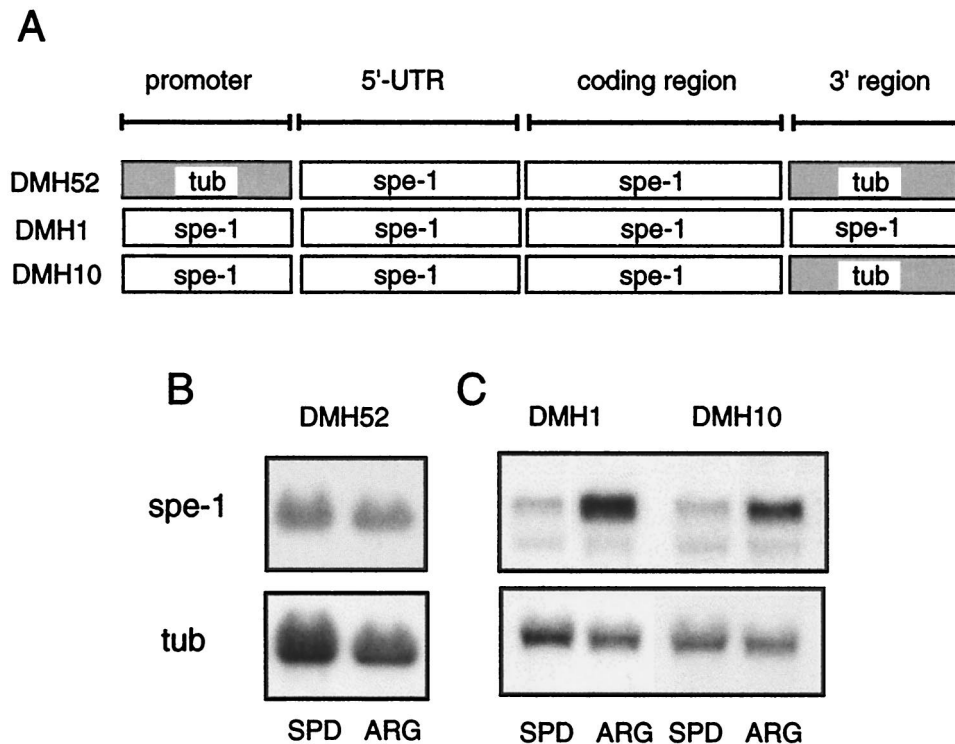 A
promoter 5'-UTR coding region 3' region
DMH52 tub spe-1 spe-1 tub
DMH1 spe-1 spe-1 spe-1 spe-1
DMH10 spe-1 spe-1 spe-1 tub
B C
DMH52 DMH1 DMH10
spe-1
tub
SPD ARG SPD ARG SPD ARG